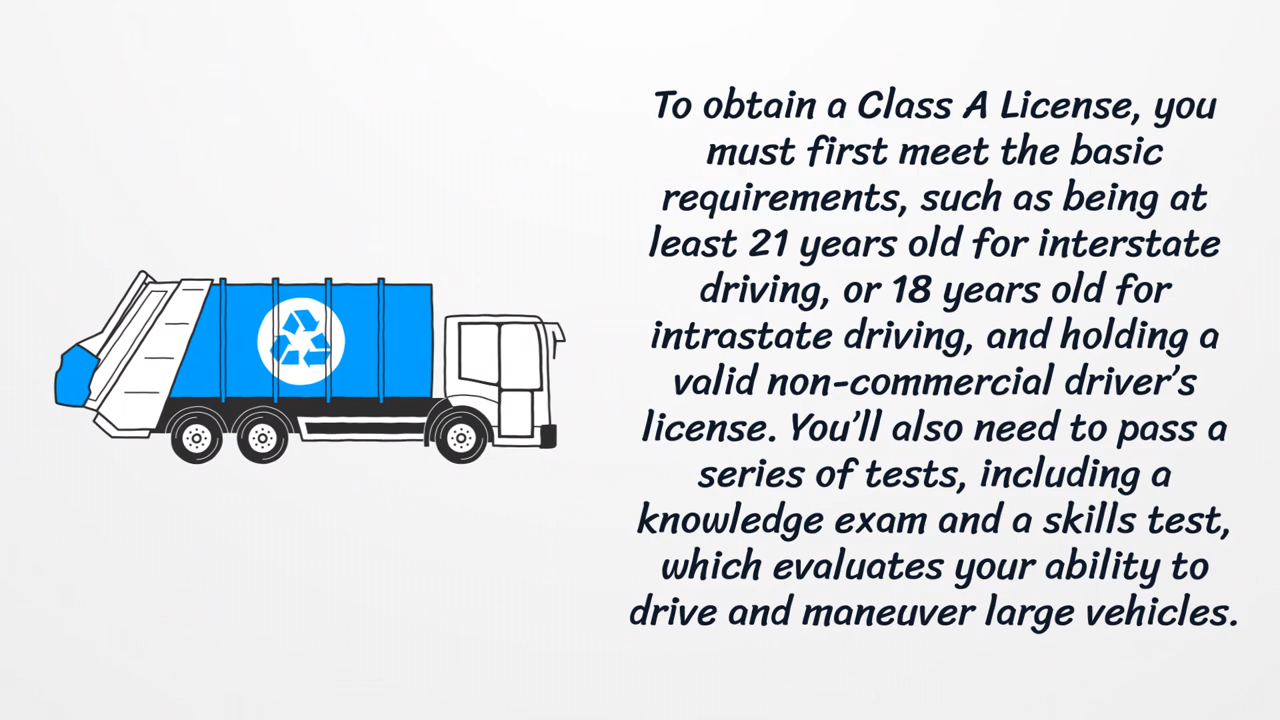 To obtain a Class A License, you
must first meet the basic
requirements, such as being at
least 21 years old for interstate
driving, or 18 years old for
intrastate driving, and holding a
valid non-commercial driver’s
license. You’ll also need to pass a
series of tests, including a
knowledge exam and a skills test,
which evaluates your ability to
drive and maneuver large vehicles.